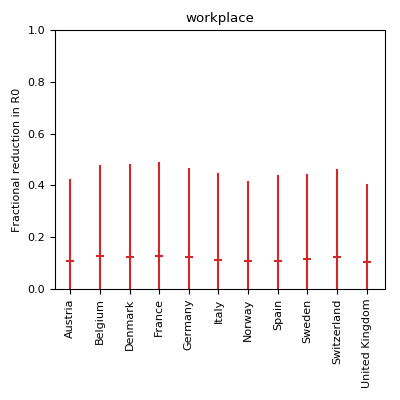 workplace
Fractional reduction in R0
1.0
0.8
0.6
0.4
0.2
0.0
Austria
Belgium
Denmark
France
Germany
Italy
Norway
Spain
Sweden
Switzerland
United Kingdom